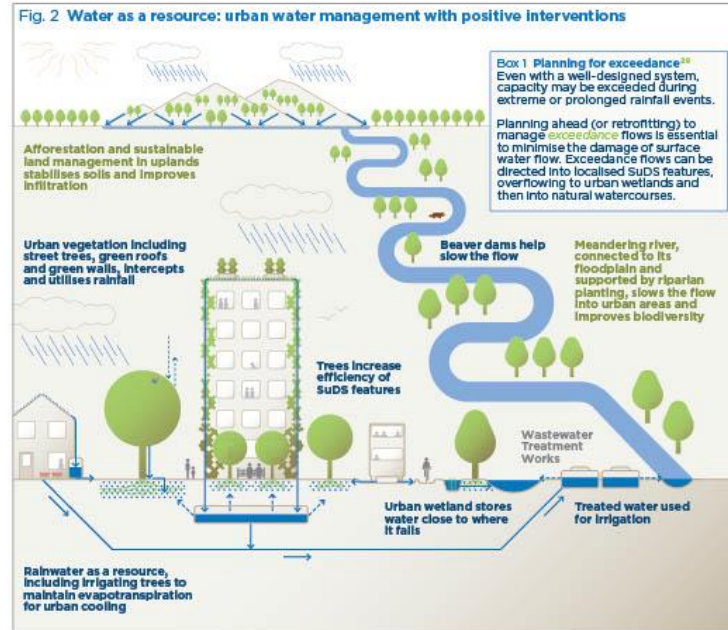 Fig. 2 Water as a resource: urban water management with positive interventions
Box 1 Planning for exceedance²⁸
Even with a well-designed system,
capacity may be exceeded during
extreme or prolonged rainfall events.
Planning ahead (or retrofitting) to
manage exceedance flows is essential
to minimise the damage of surface
water flow. Exceedance flows can be
directed into localised SuDS features,
overflowing to urban wetlands and
then into natural watercourses.
Afforestation and sustainable
land management in uplands
stabilises soils and improves
infiltration
Urban vegetation including
street trees, green roofs
and green walls, intercepts
and utilises rainfall
Beaver dams help
slow the flow
Meandering river,
connected to its
floodplain and
supported by riparian
planting, slows the flow
into urban areas and
improves biodiversity
Trees increase
efficiency of
SuDS features
Wastewater
Treatment
Works
Urban wetland stores
water close to where
it falls
Treated water used
for irrigation
Rainwater as a resource,
including irrigating trees to
maintain evapotranspiration
for urban cooling